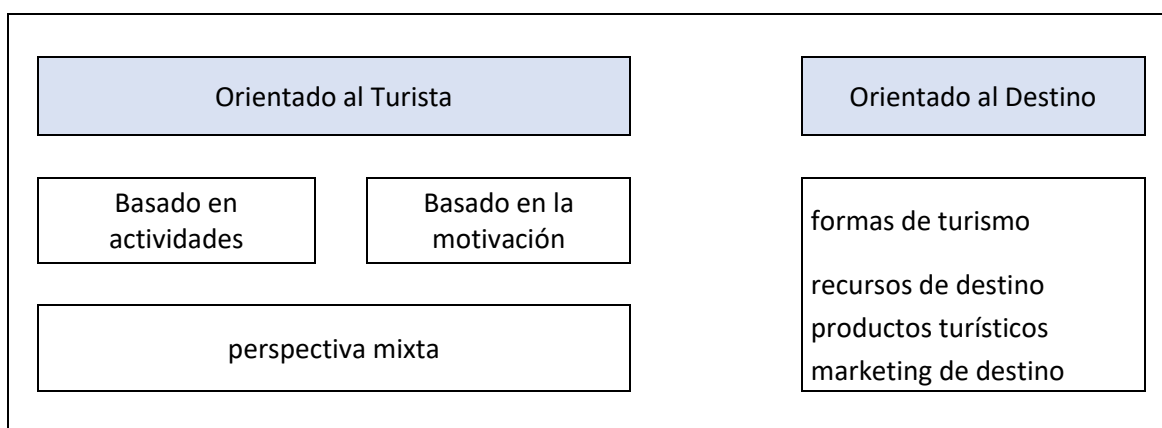 Orientado al Turista
Orientado al Destino
Basado en
actividades
Basado en la
motivación
perspectiva mixta
formas de turismo
recursos de destino
productos turísticos
marketing de destino